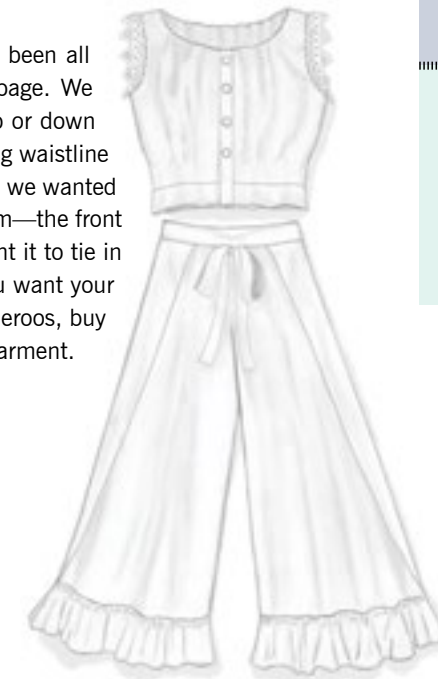 been all
page. We
or down
g waistline
we wanted
m—the front
nt it to tie in
u want your
eroos, buy
arment.